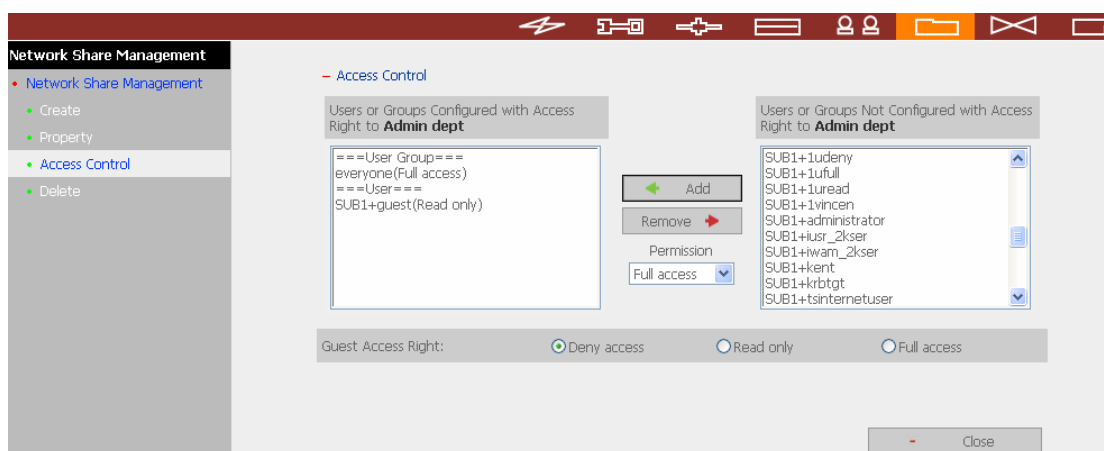 Network Share Management
Network Share Management
Create
Property
Access Control
Delete
– Access Control
Users or Groups Configured with Access
Right to Admin dept
===User Group===
everyone(Full access)
===User===
SUB1+guest(Read only)
Add
Remove
Permission
Full access
Users or Groups Not Configured with Access
Right to Admin dept
SUB1+1udeny
SUB1+1ufull
SUB1+1uread
SUB1+1vincen
SUB1+administrator
SUB1+iusr_2kser
SUB1+iwam_2kser
SUB1+kent
SUB1+krbtgt
SUB1+tsinternetuser
Guest Access Right: Deny access Read only Full access
- Close